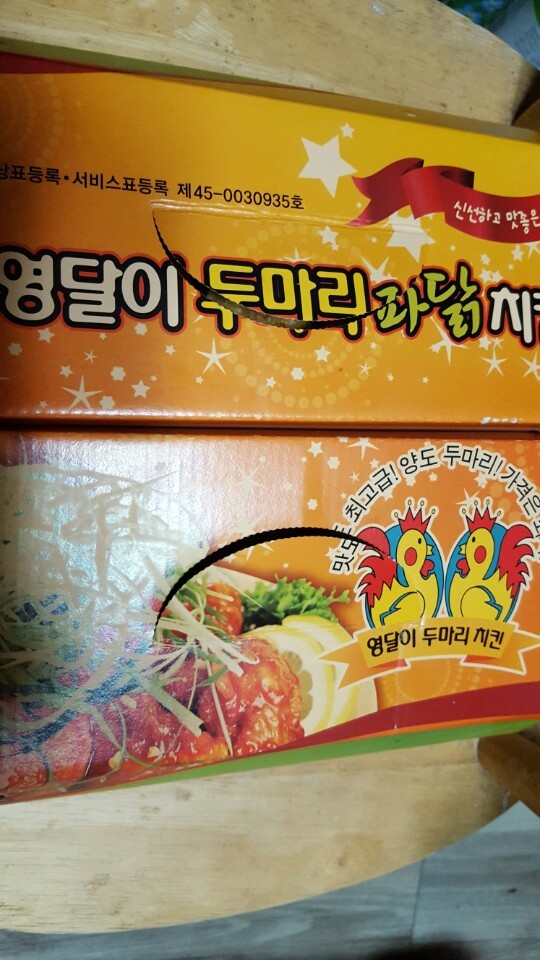 상표등록·서비스표등록 제45-0030935호
신선하고 맛좋은
영달이 두마리 파닭 치킨
맛도 최고급! 양도 두마리! 가격은
영달이 두마리 치킨